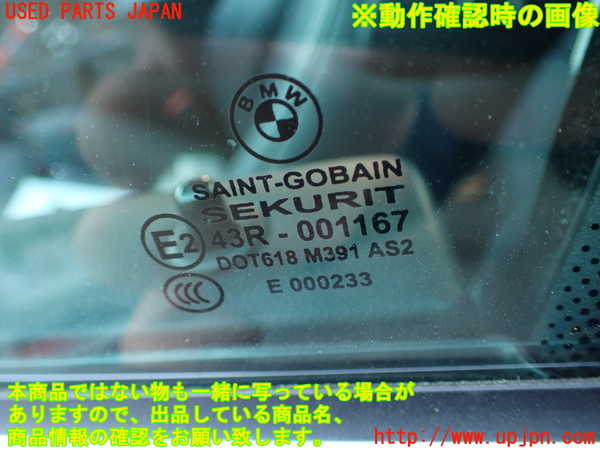 USED PARTS JAPAN
※動作確認時の画像
BMW
SAINT-GOBAIN
SEKURIT
E2 43R - 001167
DOT618 M391 AS2
CCC E 000233
本商品ではない物も一緒に写っている場合が
ありますので、出品している商品名、
商品情報の確認をお願い致します。
http://www.upjpn.com/